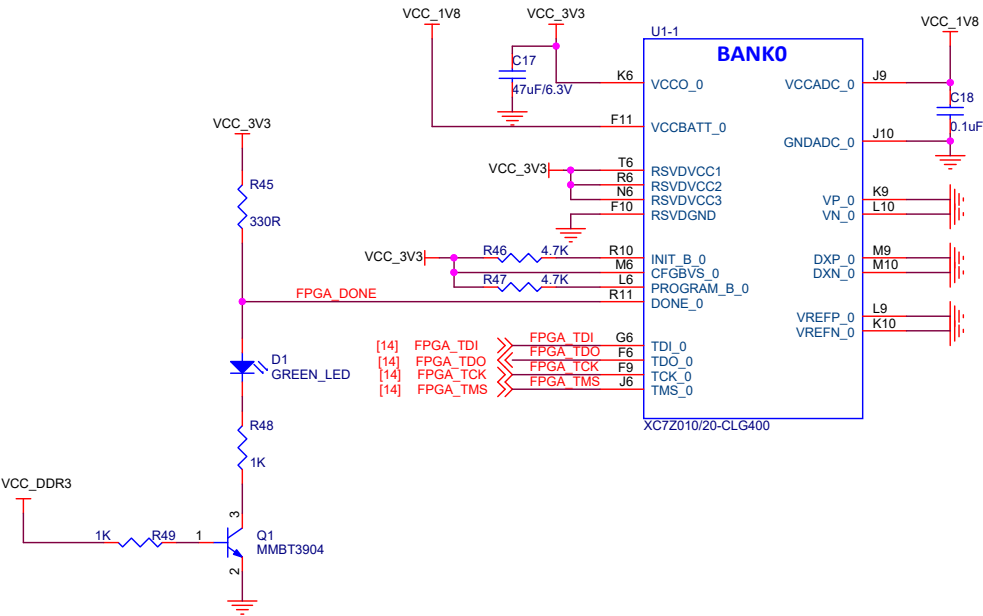 VCC_1V8
VCC_3V3
VCC_1V8
U1-1
BANK0
C17
47uF/6.3V
K6
VCCO_0
VCCADC_0
J9
C18
0.1uF
VCC_3V3
F11
VCCBATT_0
GNDADC_0
J10
R45
330R
VCC_3V3
T6
RSVDVCC1
R6
RSVDVCC2
N6
RSVDVCC3
F10
RSVDGND
VP_0
K9
VN_0
L10
VCC_3V3
R46
4.7K
R10
INIT_B_0
M6
CFGBVS_0
R47
4.7K
L6
PROGRAM_B_0
R11
DONE_0
DXP_0
M9
DXN_0
M10
FPGA_DONE
VREFP_0
L9
VREFN_0
K10
[14] FPGA_TDI
FPGA_TDI
G6
TDI_0
[14] FPGA_TDO
FPGA_TDO
F6
TDO_0
[14] FPGA_TCK
FPGA_TCK
F9
TCK_0
[14] FPGA_TMS
FPGA_TMS
J6
TMS_0
XC7Z010/20-CLG400
D1
GREEN_LED
R48
1K
VCC_DDR3
1K
R49
1
3
Q1
MMBT3904
2